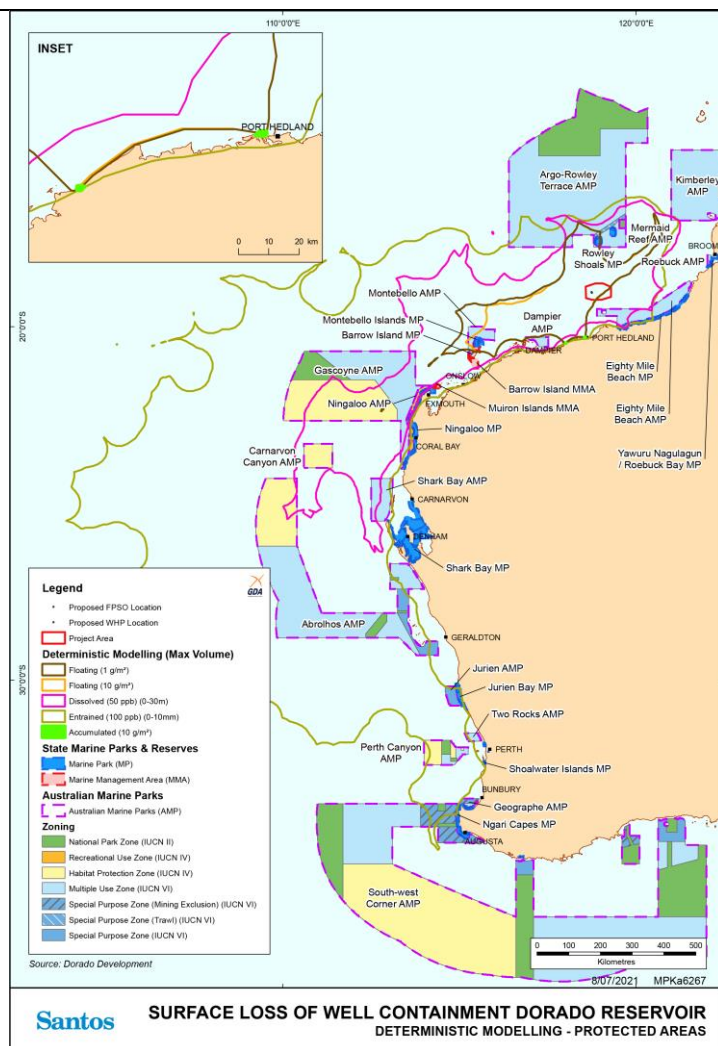 110°0'0"E
120°0'0"E
INSET
PORT HEDLAND
0 10 20 km
Argo-Rowley
Terrace AMP
Kimberley
AMP
Mermaid
Reef AMP
BROOM
Rowley
Shoals MP
Roebuck AMP
Montebello AMP
20°0'0"S
Montebello Islands MP
Dampier
AMP
Barrow Island MP
PORT HEDLAND
DAMPIER
Gascoyne AMP
ONSLOW
Barrow Island MMA
Eighty Mile
Beach MP
Ningaloo AMP
EXMOUTH
Muiron Islands MMA
Eighty Mile
Beach AMP
Ningaloo MP
CORAL BAY
Carnarvon
Canyon AMP
Yawuru Nagulagun
/ Roebuck Bay MP
Shark Bay AMP
CARNARVON
DENHAM
Shark Bay MP
Abrolhos AMP
GERALDTON
30°0'0"S
Jurien AMP
Jurien Bay MP
Two Rocks AMP
Perth Canyon
AMP
PERTH
Shoalwater Islands MP
BUNBURY
Geographe AMP
Ngari Capes MP
AUGUSTA
South-west
Corner AMP
Legend
GDA
Proposed FPSO Location
Proposed WHP Location
Project Area
Deterministic Modelling (Max Volume)
Floating (1 g/m²)
Floating (10 g/m²)
Dissolved (50 ppb) (0-30m)
Entrained (100 ppb) (0-10mm)
Accumulated (10 g/m²)
State Marine Parks & Reserves
Marine Park (MP)
Marine Management Area (MMA)
Australian Marine Parks
Australian Marine Parks (AMP)
Zoning
National Park Zone (IUCN II)
Recreational Use Zone (IUCN IV)
Habitat Protection Zone (IUCN IV)
Multiple Use Zone (IUCN VI)
Special Purpose Zone (Mining Exclusion) (IUCN VI)
Special Purpose Zone (Trawl) (IUCN VI)
Special Purpose Zone (IUCN VI)
0 100 200 300 400 500
Kilometres
Source: Dorado Development
8/07/2021 MPKa6267
Santos
SURFACE LOSS OF WELL CONTAINMENT DORADO RESERVOIR
DETERMINISTIC MODELLING - PROTECTED AREAS